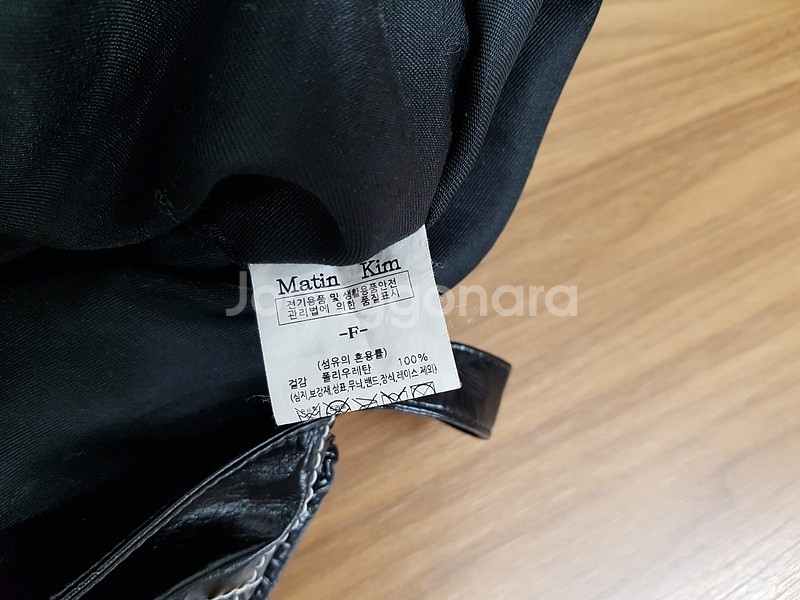 Matin Kim
전기용품 및 생활용품안전
관리법에 의한 품질표시
-F-
(섬유의 혼용률)
겉감 폴리우레탄 100%
(심지,보강재,상표,무늬,밴드,장식,레이스 제외)
Joonggonara